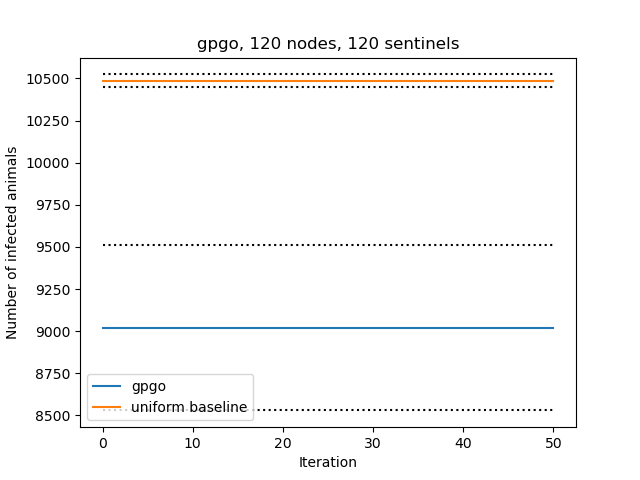 gpgo, 120 nodes, 120 sentinels
Number of infected animals
10500
10250
10000
9750
9500
9250
9000
8750
8500
gpgo
uniform baseline
0 10 20 30 40 50
Iteration